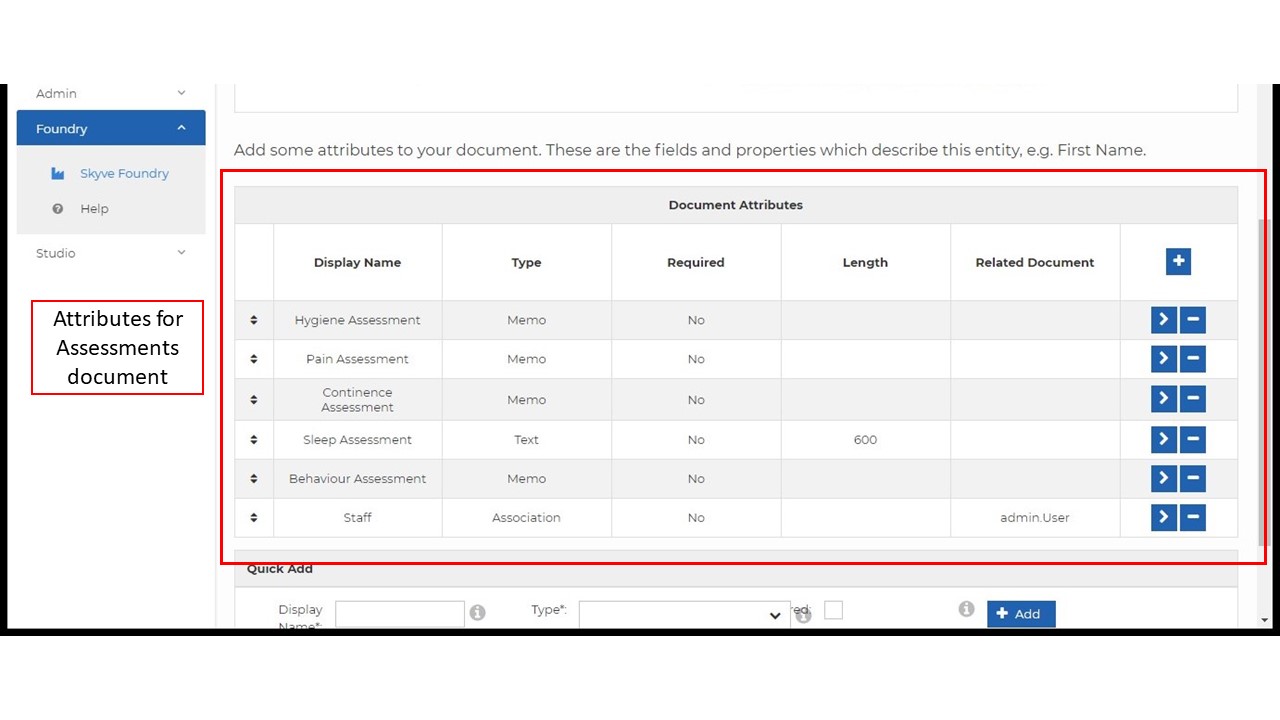 Admin
Foundry
Skyve Foundry
Help
Studio
Attributes for
Assessments
document
Add some attributes to your document. These are the fields and properties which describe this entity, e.g. First Name.
Document Attributes
Display Name Type Required Length Related Document
Hygiene Assessment Memo No
Pain Assessment Memo No
Continence
Assessment Memo No
Sleep Assessment Text No 600
Behaviour Assessment Memo No
Staff Association No admin.User
Quick Add
Display
Name*:
Type*:
red:
Add